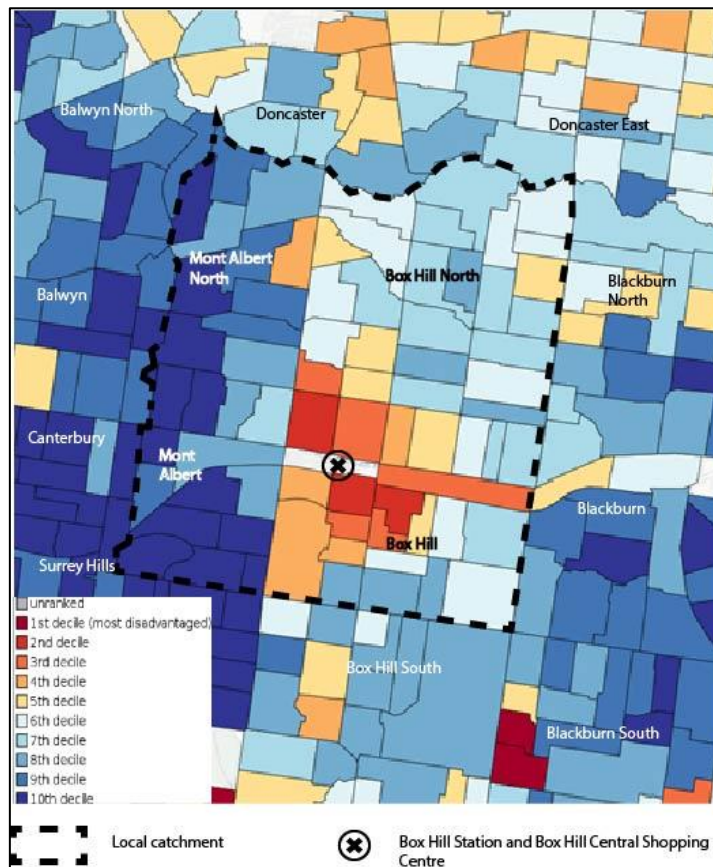 Balwyn North
Doncaster
Doncaster East
Mont Albert
North
Box Hill North
Blackburn
North
Balwyn
Canterbury
Mont
Albert
Blackburn
Box Hill
Surrey Hills
unranked
1st decile (most disadvantaged)
2nd decile
3rd decile
4th decile
5th decile
6th decile
7th decile
8th decile
9th decile
10th decile
Box Hill South
Blackburn South
Local catchment
Box Hill Station and Box Hill Central Shopping
Centre